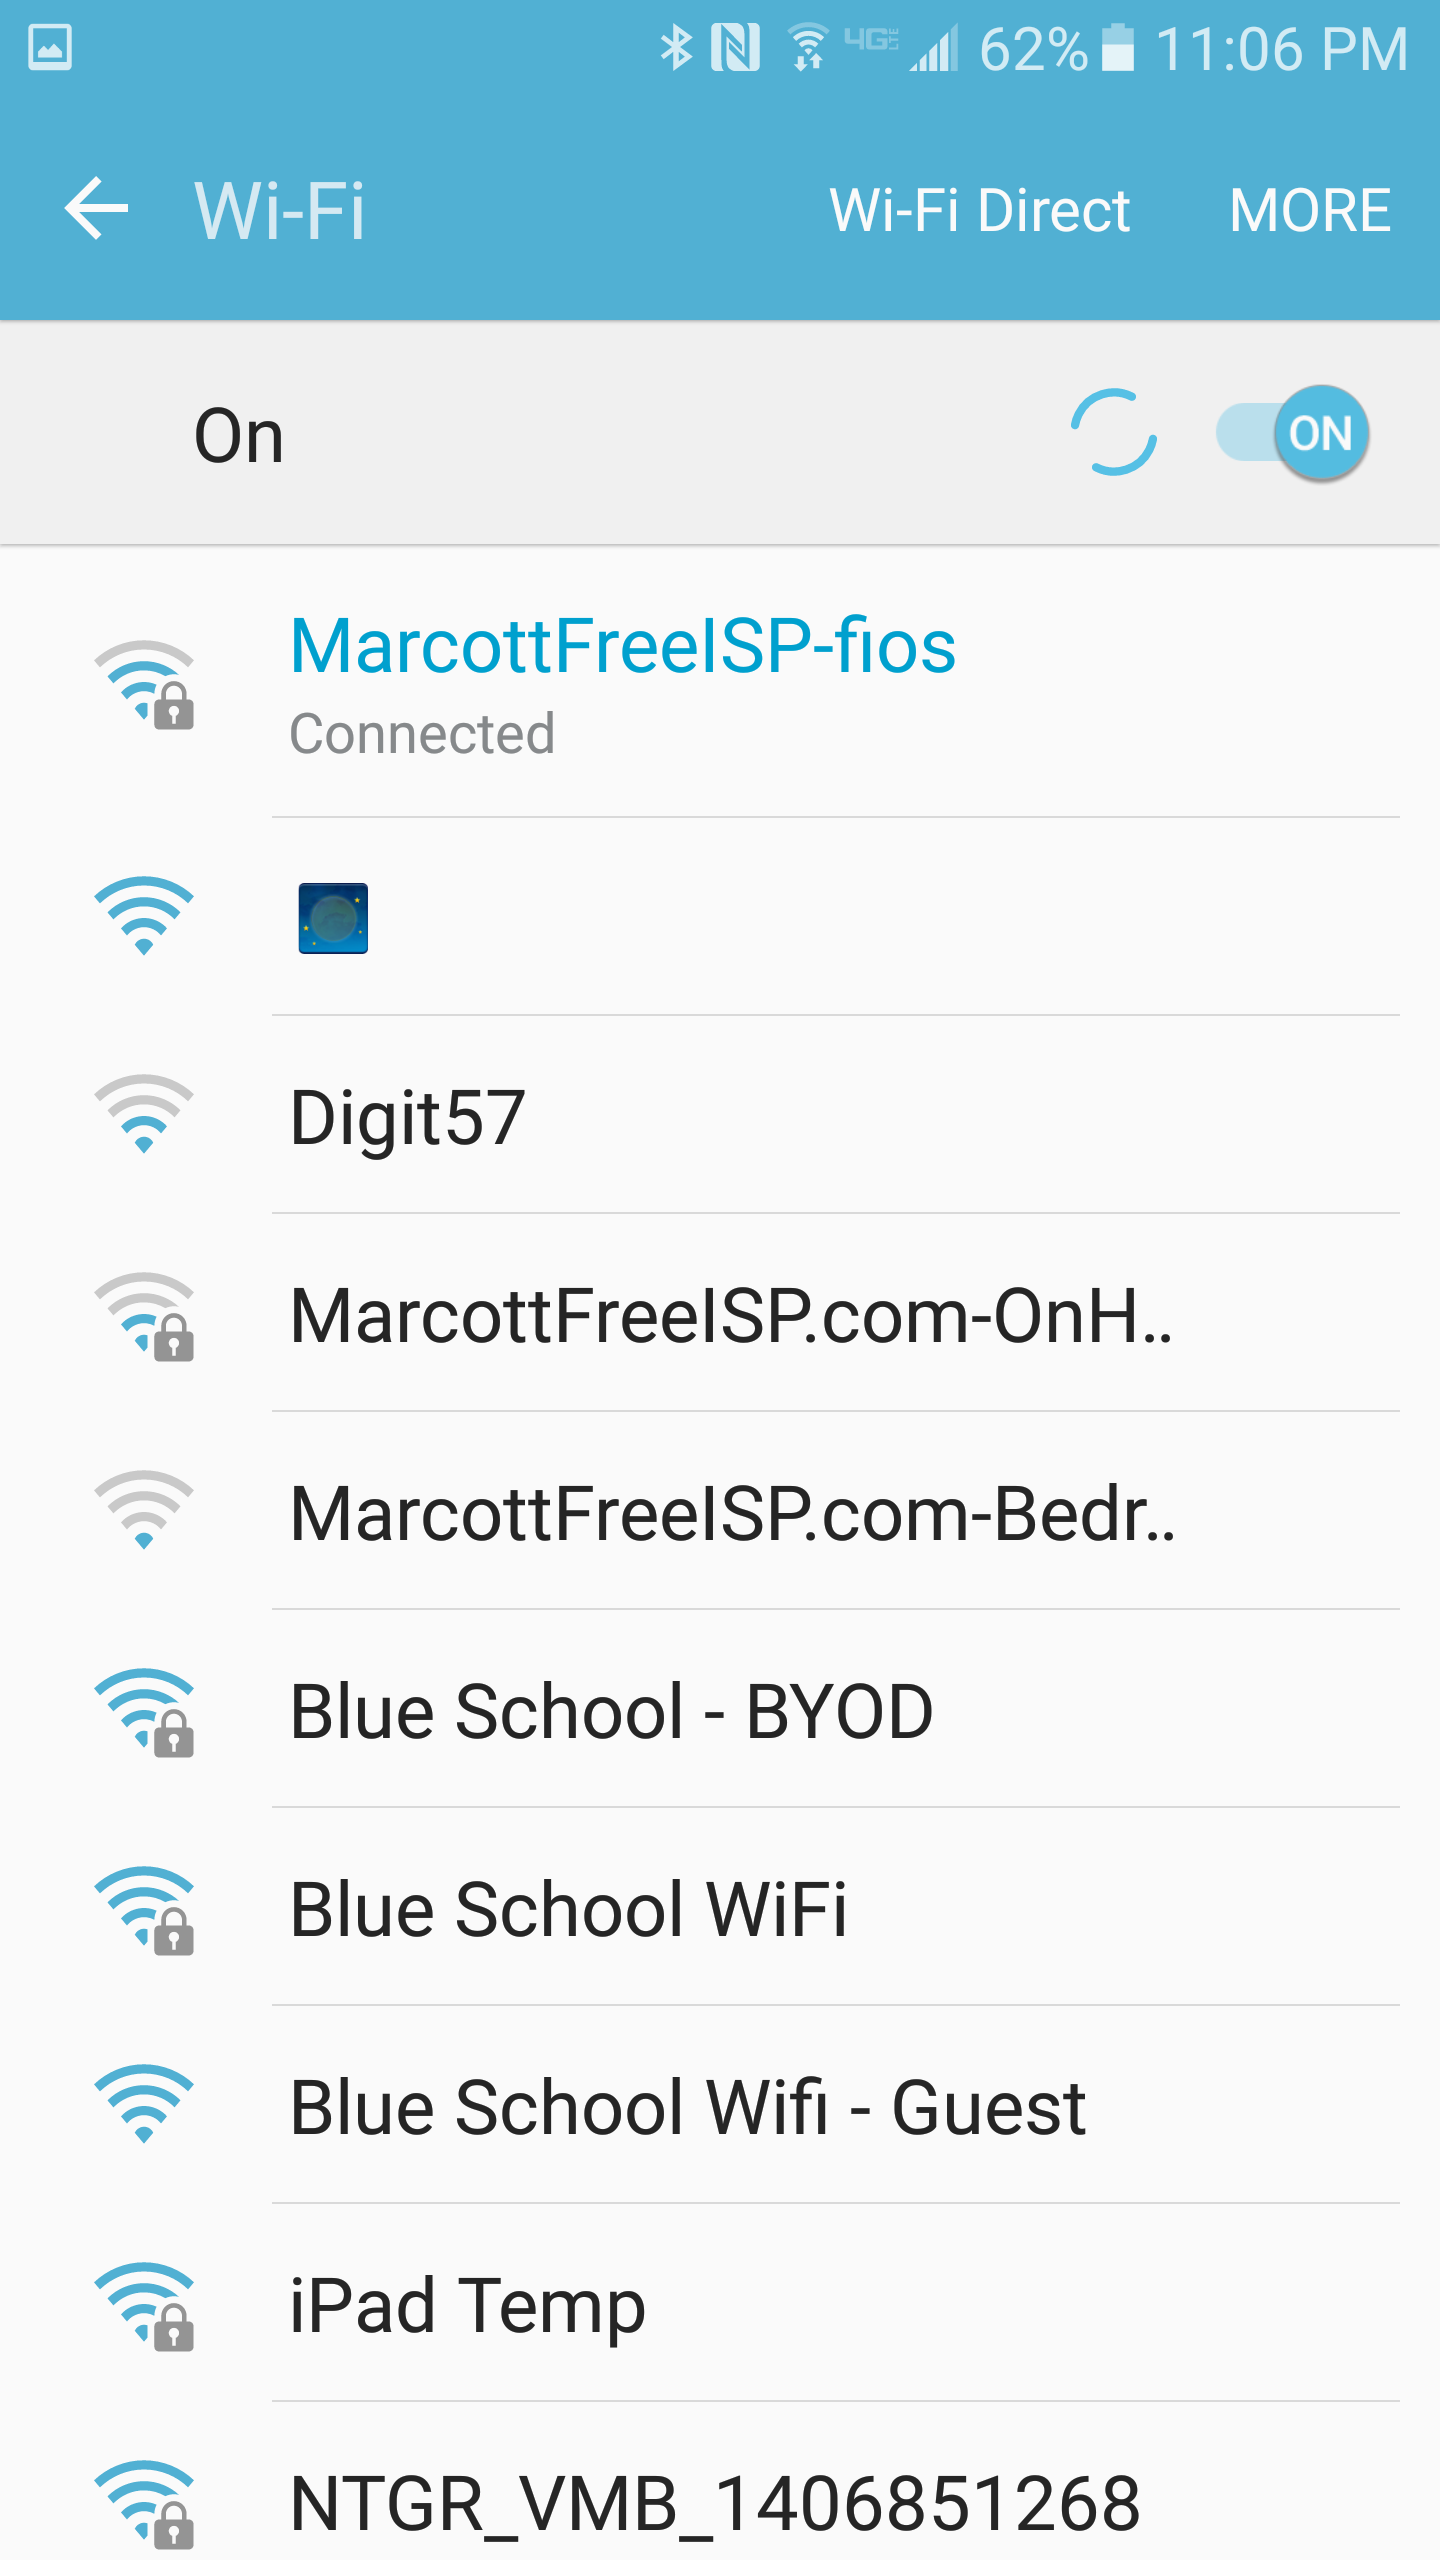 4G LTE 62% 11:06 PM
Wi-Fi Wi-Fi Direct MORE
On ON
MarcottFreeISP-fios
Connected
🌚
Digit57
MarcottFreeISP.com-OnH..
MarcottFreeISP.com-Bedr..
Blue School - BYOD
Blue School WiFi
Blue School Wifi - Guest
iPad Temp
NTGR_VMB_1406851268